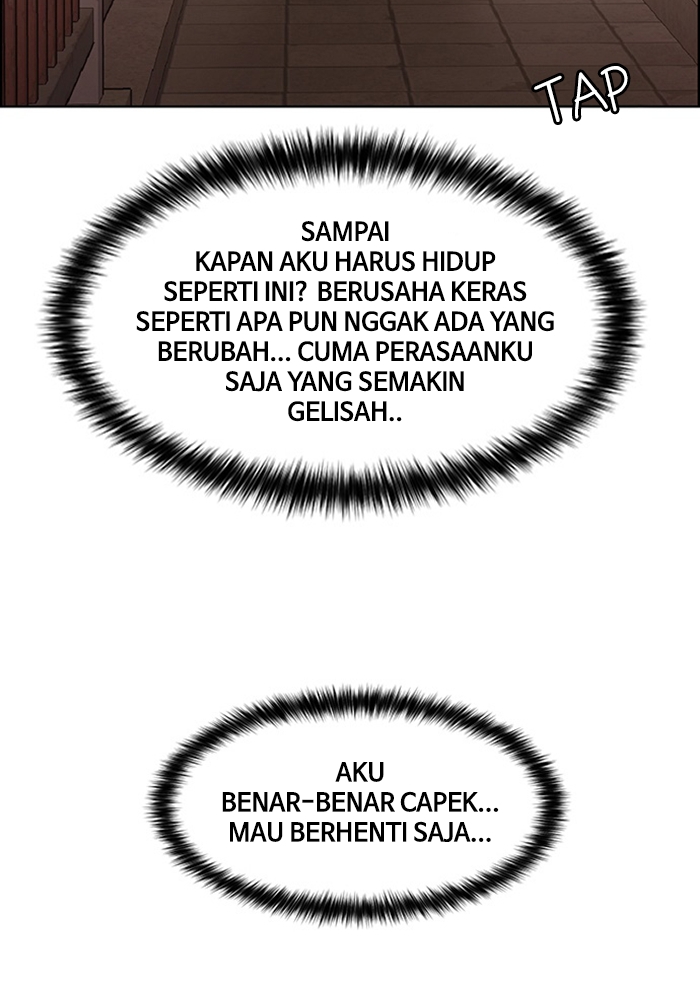 TAP
SAMPAI
KAPAN AKU HARUS HIDUP
SEPERTI INI? BERUSAHA KERAS
SEPERTI APA PUN NGGAK ADA YANG
BERUBAH... CUMA PERASAANKU
SAJA YANG SEMAKIN
GELISAH..
AKU
BENAR-BENAR CAPEK...
MAU BERHENTI SAJA...